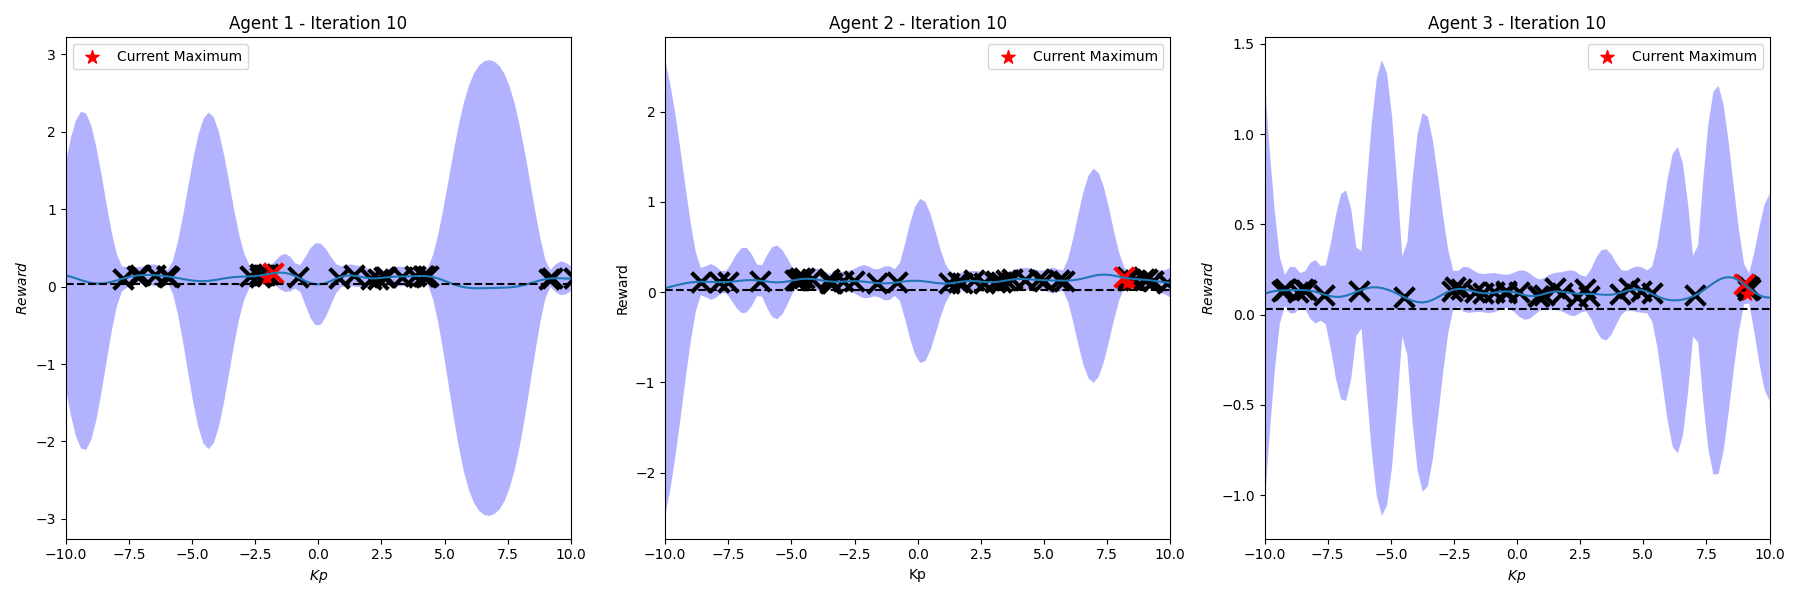 Agent 1 - Iteration 10
Current Maximum
3
2
1
0
−1
−2
−3
Reward
−10.0 −7.5 −5.0 −2.5 0.0 2.5 5.0 7.5 10.0
Kp
Agent 2 - Iteration 10
Current Maximum
2
1
0
−1
−2
Reward
−10.0 −7.5 −5.0 −2.5 0.0 2.5 5.0 7.5 10.0
Kp
Agent 3 - Iteration 10
Current Maximum
1.5
1.0
0.5
0.0
−0.5
−1.0
Reward
−10.0 −7.5 −5.0 −2.5 0.0 2.5 5.0 7.5 10.0
Kp